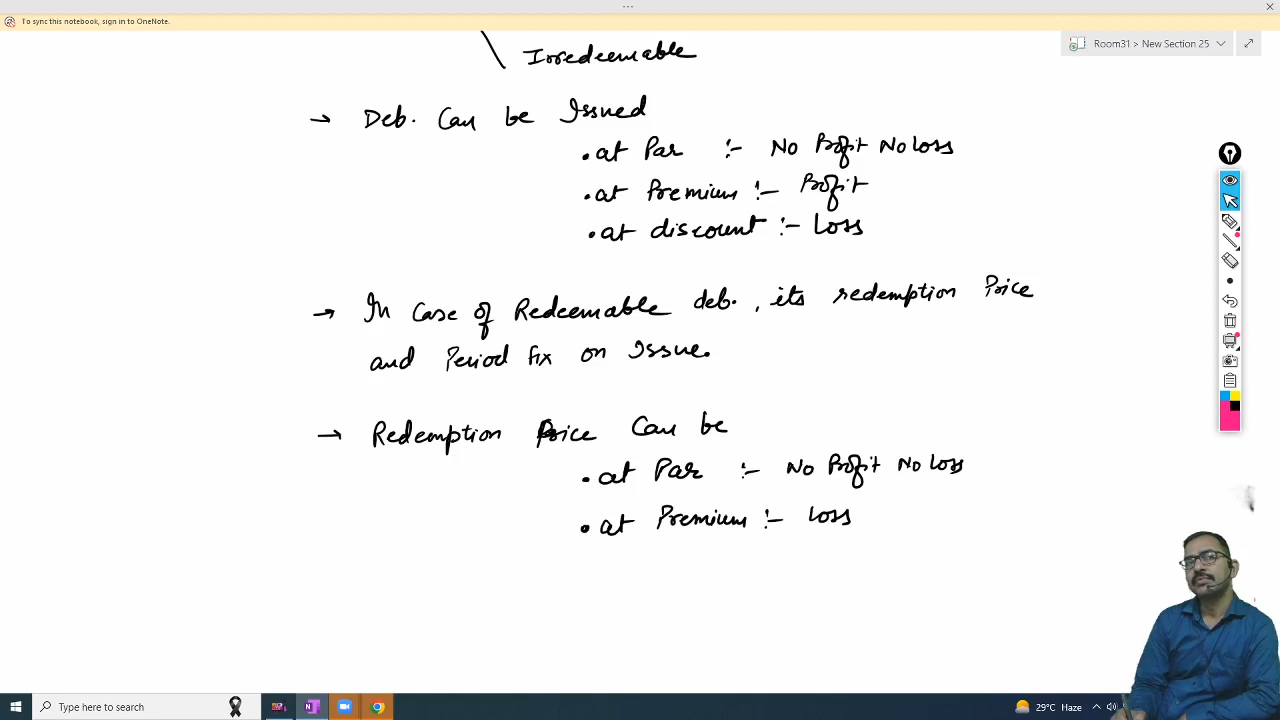 To sync this notebook, sign in to OneNote.
Room31 > New Section 25
Irredeemable
→ Deb. Can be Issued
• at Par :- No Profit No Loss
• at Premium :- Profit
• at discount :- Loss
→ In Case of Redeemable deb., its redemption Price
and Period fix on Issue.
→ Redemption Price Can be
• at Par :- No Profit No Loss
• at Premium :- Loss
Type here to search
29°C Haze